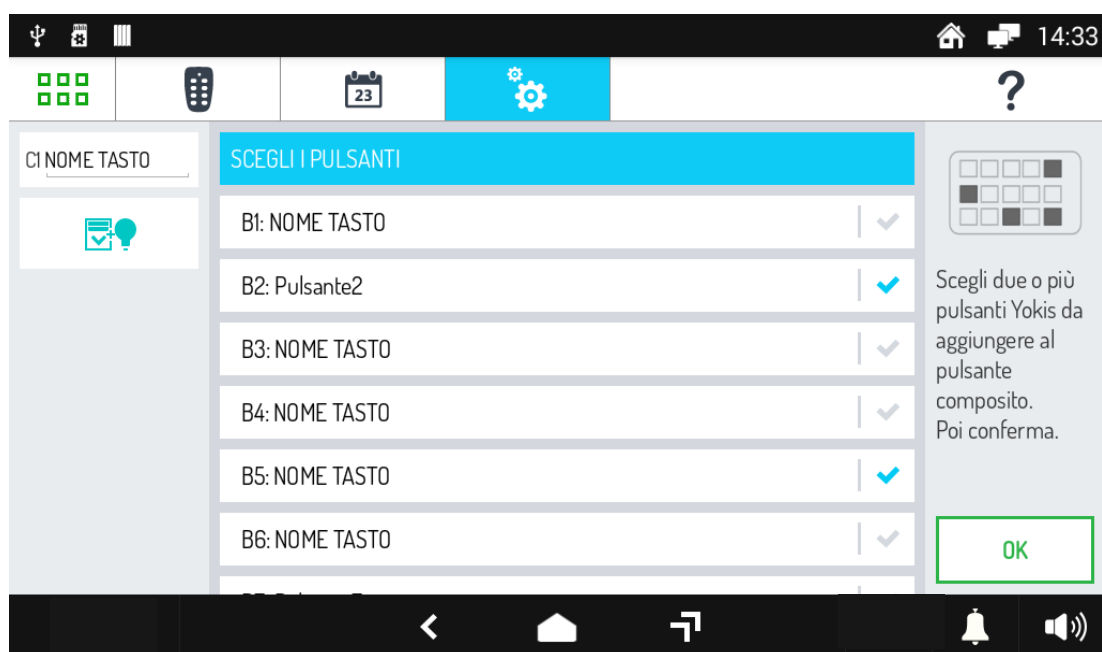 14:33
23
?
C1 NOME TASTO
SCEGLI I PULSANTI
B1: NOME TASTO
B2: Pulsante2
B3: NOME TASTO
B4: NOME TASTO
B5: NOME TASTO
B6: NOME TASTO
Scegli due o più
pulsanti Yokis da
aggiungere al
pulsante
composito.
Poi conferma.
OK